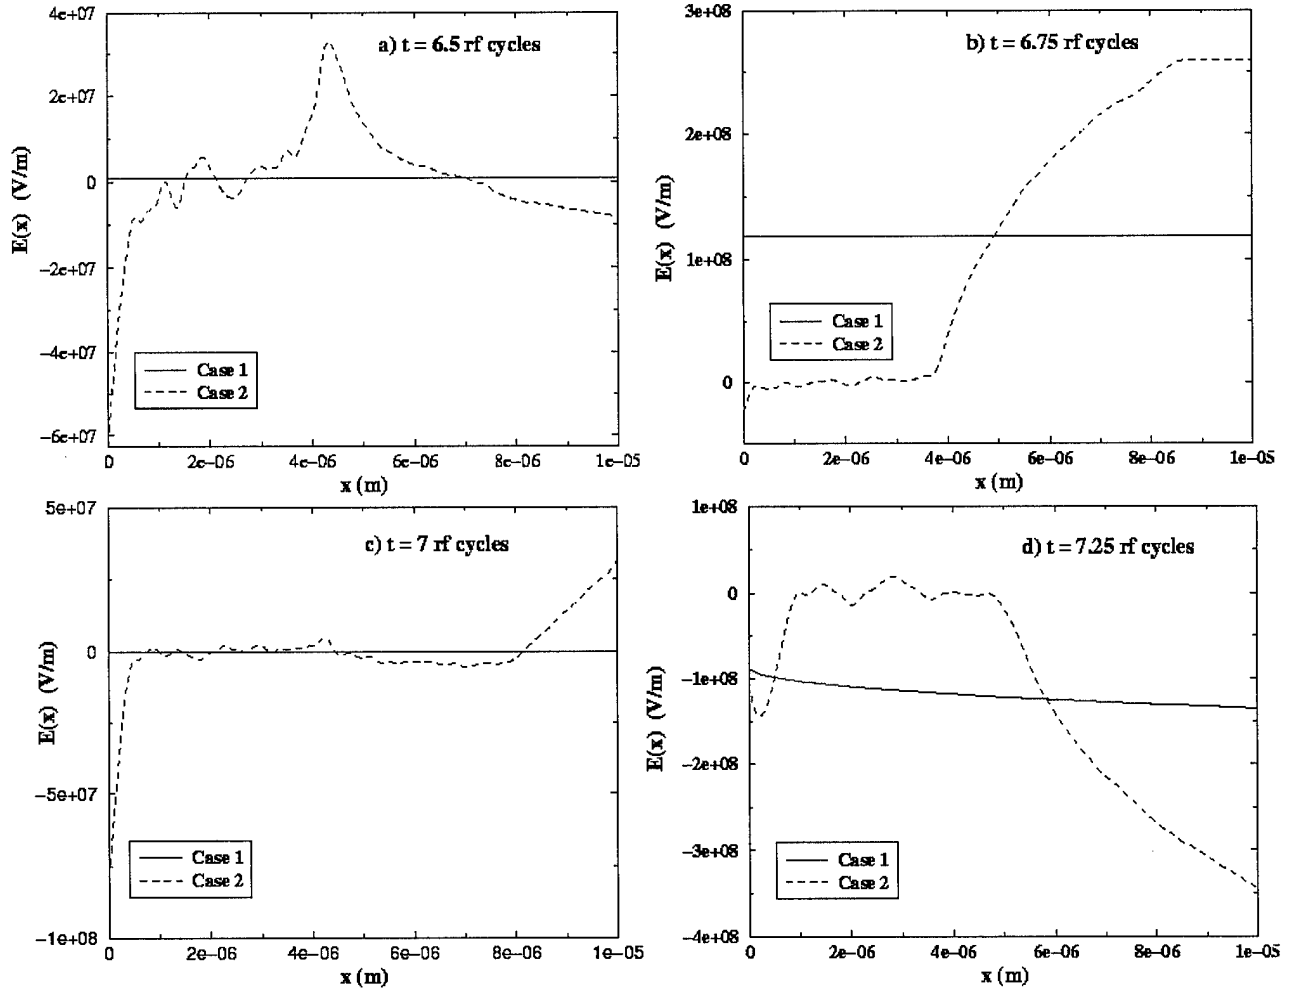 a) t = 6.5 rf cycles
4e+07
2e+07
0
−2e+07
−4e+07
−6e+07
E(x) (V/m)
Case 1
Case 2
0
2e−06
4e−06
6e−06
8e−06
1e−05
x (m)
b) t = 6.75 rf cycles
3e+08
2e+08
1e+08
0
E(x) (V/m)
Case 1
Case 2
0
2e−06
4e−06
6e−06
8e−06
1e−05
x (m)
c) t = 7 rf cycles
5e+07
0
−5e+07
−1e+08
E(x) (V/m)
Case 1
Case 2
0
2e−06
4e−06
6e−06
8e−06
1e−05
x (m)
d) t = 7.25 rf cycles
1e+08
0
−1e+08
−2e+08
−3e+08
−4e+08
E(x) (V/m)
Case 1
Case 2
0
2e−06
4e−06
6e−06
8e−06
1e−05
x (m)